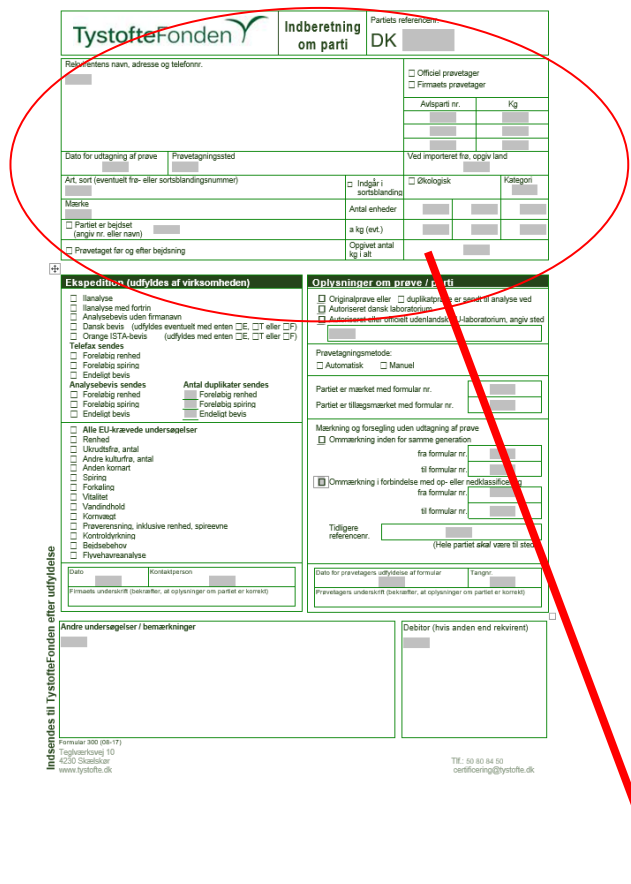 TystofteFonden
Indberetning
om parti
Partiets referencenr.
DK
Rekvirentens navn, adresse og telefonnr.
Officiel prøvetager
Firmaets prøvetager
Avlsparti nr. Kg
Dato for udtagning af prøve Prøvetagningssted
Ved importeret frø, opgiv land
Art, sort (eventuelt frø- eller sortsblandingsnummer)
Indgår i
sortsblanding
Økologisk
Kategori
Mærke
Antal enheder
Partiet er bejdset
(angiv nr. eller navn)
a kg (evt.)
Prøvetaget før og efter bejdsning
Opgivet antal
kg i alt
Ekspedition (udfyldes af virksomheden)
Ilanalyse
Ilanalyse med fortrin
Analysebevis uden firmanavn
Dansk bevis (udfyldes eventuelt med enten E, T eller F)
Orange ISTA-bevis (udfyldes med enten E, T eller F)
Telefax sendes
Foreløbig renhed
Foreløbig spiring
Endeligt bevis
Analysebevis sendes Antal duplikater sendes
Foreløbig renhed Foreløbig renhed
Foreløbig spiring Foreløbig spiring
Endeligt bevis Endeligt bevis
Alle EU-krævede undersøgelser
Renhed
Ukrudtsfrø, antal
Andre kulturfrø, antal
Anden kornart
Spiring
Forkøling
Vitalitet
Vandindhold
Kornvægt
Prøverensning, inklusive renhed, spireevne
Kontroldyrkning
Bejdsebehov
Flyvehavreanalyse
Dato Kontaktperson
Firmaets underskrift (bekræfter, at oplysninger om partiet er korrekt)
Oplysninger om prøve / parti
Originalprøve eller duplikatprøve er sendt til analyse ved
Autoriseret dansk laboratorium
Autoriseret eller officielt udenlandsk EU-laboratorium, angiv sted
Prøvetagningsmetode:
Automatisk Manuel
Partiet er mærket med formular nr.
Partiet er tillægsmærket med formular nr.
Mærkning og forsegling uden udtagning af prøve
Ommærkning inden for samme generation
fra formular nr.
til formular nr.
Ommærkning i forbindelse med op- eller nedklassificering
fra formular nr.
til formular nr.
Tidligere
referencenr.
(Hele partiet skal være til stede)
Dato for prøvetagers udfyldelse af formular Tangnr.
Prøvetagers underskrift (bekræfter, at oplysninger om partiet er korrekt)
Indsendes til TystofteFonden efter udfyldelse
Andre undersøgelser / bemærkninger
Debitor (hvis anden end rekvirent)
Formular 300 (08-17)
Teglværksvej 10
4230 Skælskør
www.tystofte.dk
Tlf.: 50 80 84 50
certificering@tystofte.dk